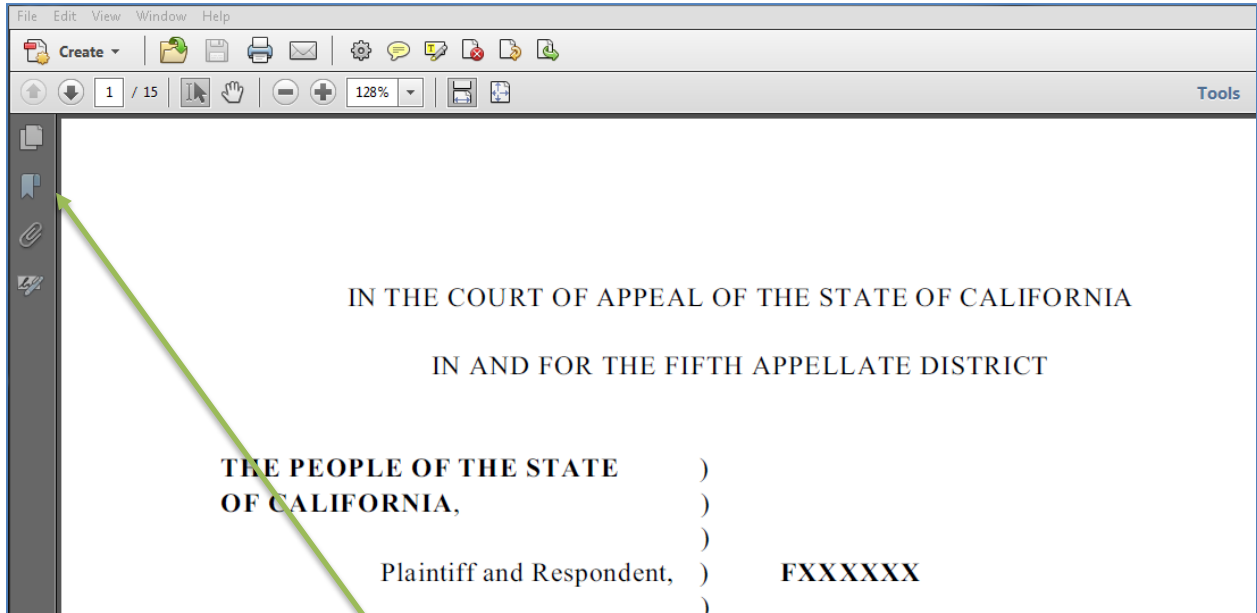 File Edit View Window Help
Create
1 / 15 128% Tools
IN THE COURT OF APPEAL OF THE STATE OF CALIFORNIA
IN AND FOR THE FIFTH APPELLATE DISTRICT
THE PEOPLE OF THE STATE )
OF CALIFORNIA, )
)
Plaintiff and Respondent, ) FXXXXXX
)